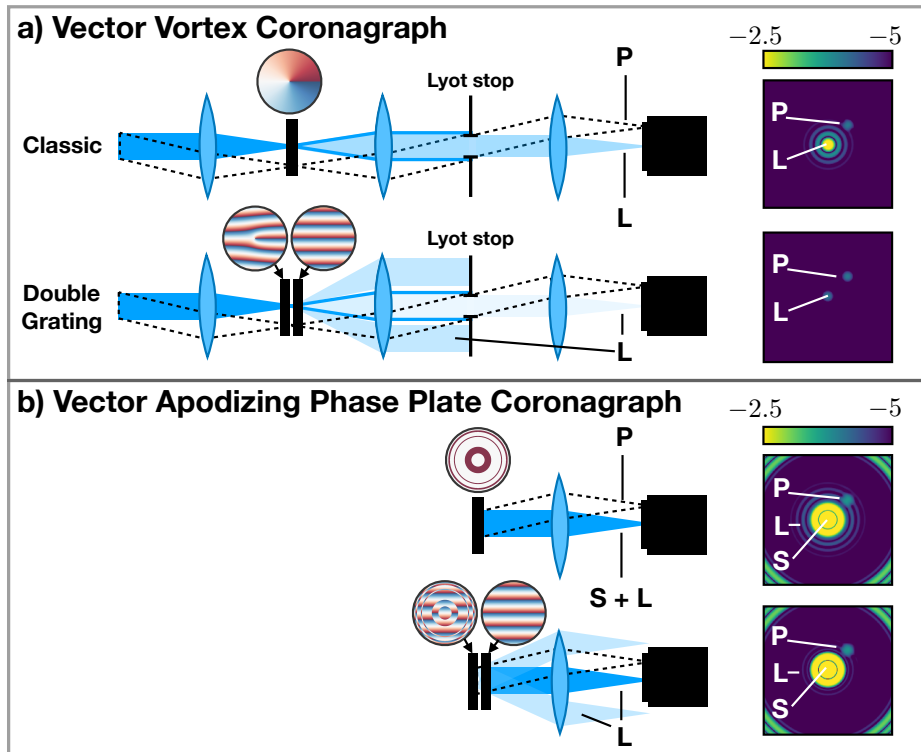 a) Vector Vortex Coronagraph
−2.5 −5
P
Lyot stop
Classic
L
P
L
Lyot stop
Double
Grating
L
P
L
b) Vector Apodizing Phase Plate Coronagraph
−2.5 −5
P
S + L
P
L
S
L
P
L
S